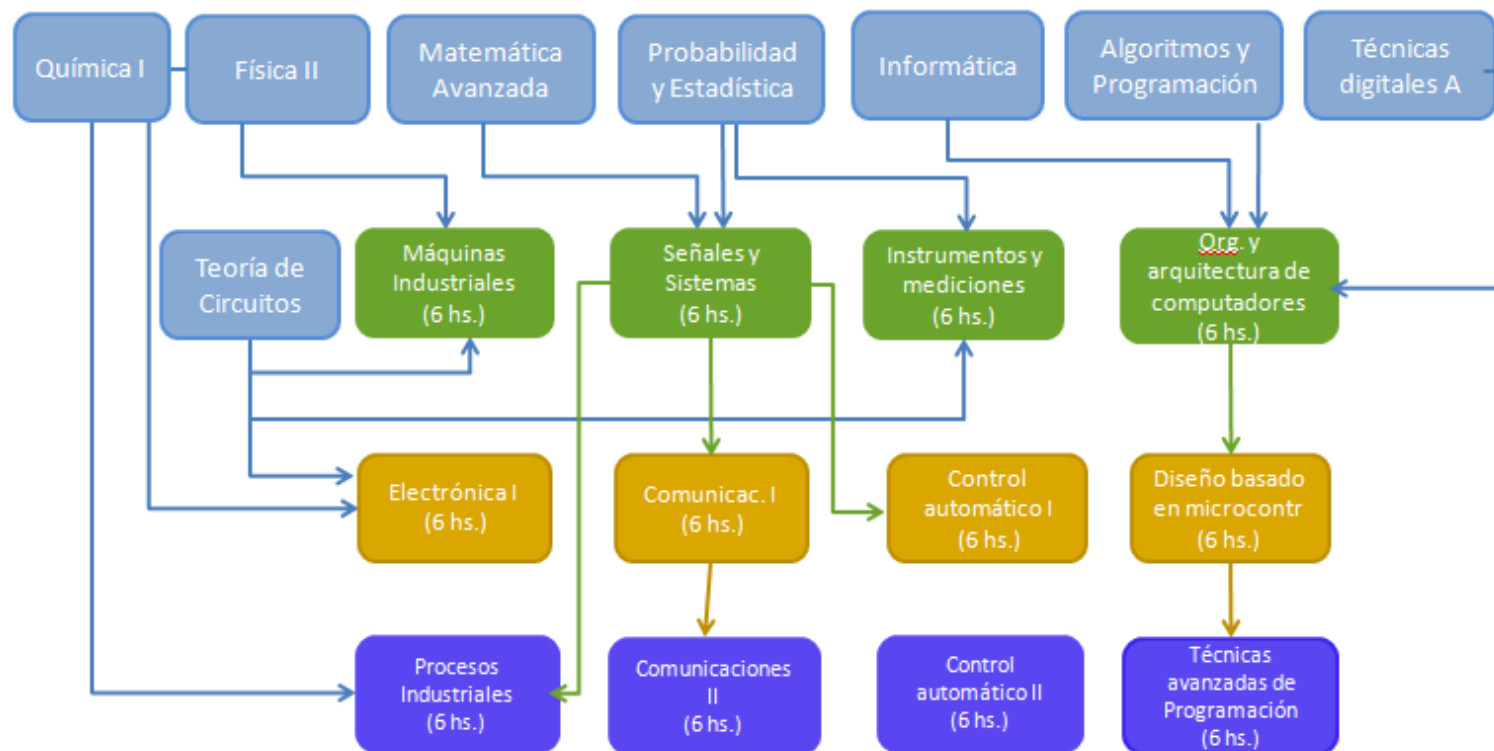 Química I
Física II
Matemática
Avanzada
Probabilidad
y Estadística
Informática
Algoritmos y
Programación
Técnicas
digitales A
Teoría de
Circuitos
Máquinas
Industriales
(6 hs.)
Señales y
Sistemas
(6 hs.)
Instrumentos y
mediciones
(6 hs.)
Org. y
arquitectura de
computadores
(6 hs.)
Electrónica I
(6 hs.)
Comunicac. I
(6 hs.)
Control
automático I
(6 hs.)
Diseño basado
en microcontr
(6 hs.)
Procesos
Industriales
(6 hs.)
Comunicaciones
II
(6 hs.)
Control
automático II
(6 hs.)
Técnicas
avanzadas de
Programación
(6 hs.)